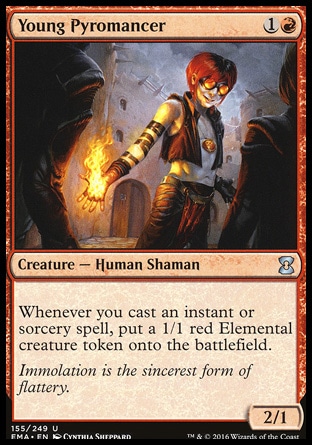 Young Pyromancer 1
Creature — Human Shaman
Whenever you cast an instant or
sorcery spell, put a 1/1 red Elemental
creature token onto the battlefield.
Immolation is the sincerest form of
flattery.
2/1
155/249 U
EMA • EN Cynthia Sheppard
™ & © 2016 Wizards of the Coast